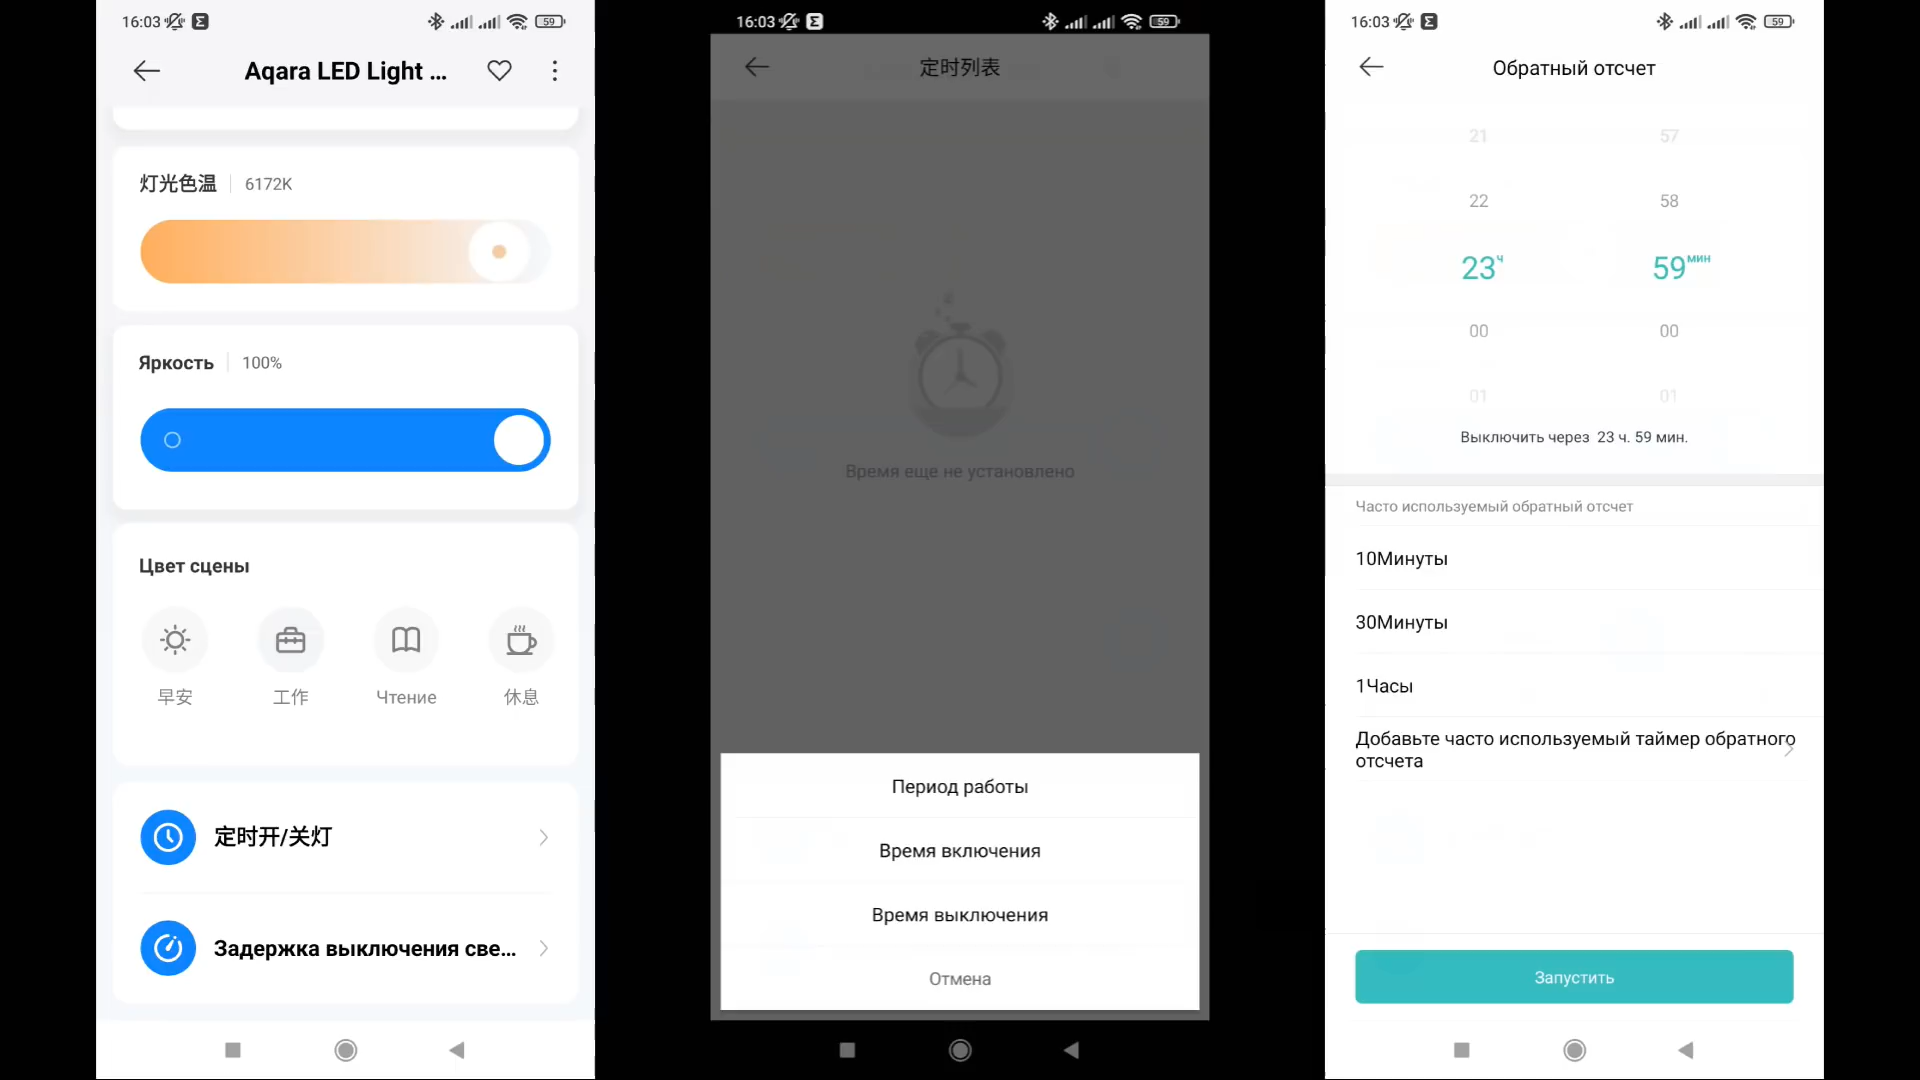 16:03
59
Aqara LED Light ...
灯光色温
6172K
Яркость
100%
Цвет сцены
早安
工作
Чтение
休息
定时开/关灯
Задержка выключения све...
16:03
59
定时列表
Время еще не установлено
Период работы
Время включения
Время выключения
Отмена
16:03
59
Обратный отсчет
21 57
22 58
23ч 59мин
00 00
01 01
Выключить через 23 ч. 59 мин.
Часто используемый обратный отсчет
10Минуты
30Минуты
1Часы
Добавьте часто используемый таймер обратного
отсчета
Запустить